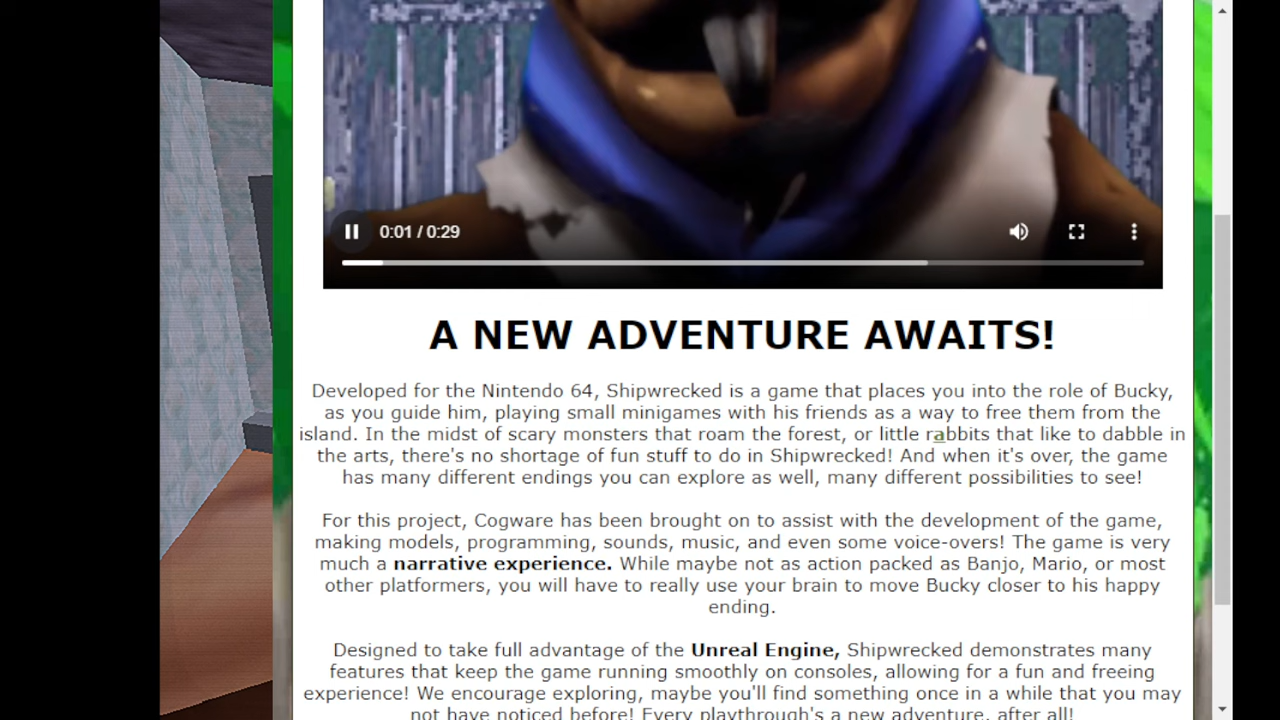 0:01 / 0:29
A NEW ADVENTURE AWAITS!
Developed for the Nintendo 64, Shipwrecked is a game that places you into the role of Bucky,
as you guide him, playing small minigames with his friends as a way to free them from the
island. In the midst of scary monsters that roam the forest, or little rabbits that like to dabble in
the arts, there's no shortage of fun stuff to do in Shipwrecked! And when it's over, the game
has many different endings you can explore as well, many different possibilities to see!
For this project, Cogware has been brought on to assist with the development of the game,
making models, programming, sounds, music, and even some voice-overs! The game is very
much a narrative experience. While maybe not as action packed as Banjo, Mario, or most
other platformers, you will have to really use your brain to move Bucky closer to his happy
ending.
Designed to take full advantage of the Unreal Engine, Shipwrecked demonstrates many
features that keep the game running smoothly on consoles, allowing for a fun and freeing
experience! We encourage exploring, maybe you'll find something once in a while that you may
not have noticed before! Every playthrough's a new adventure, after all!